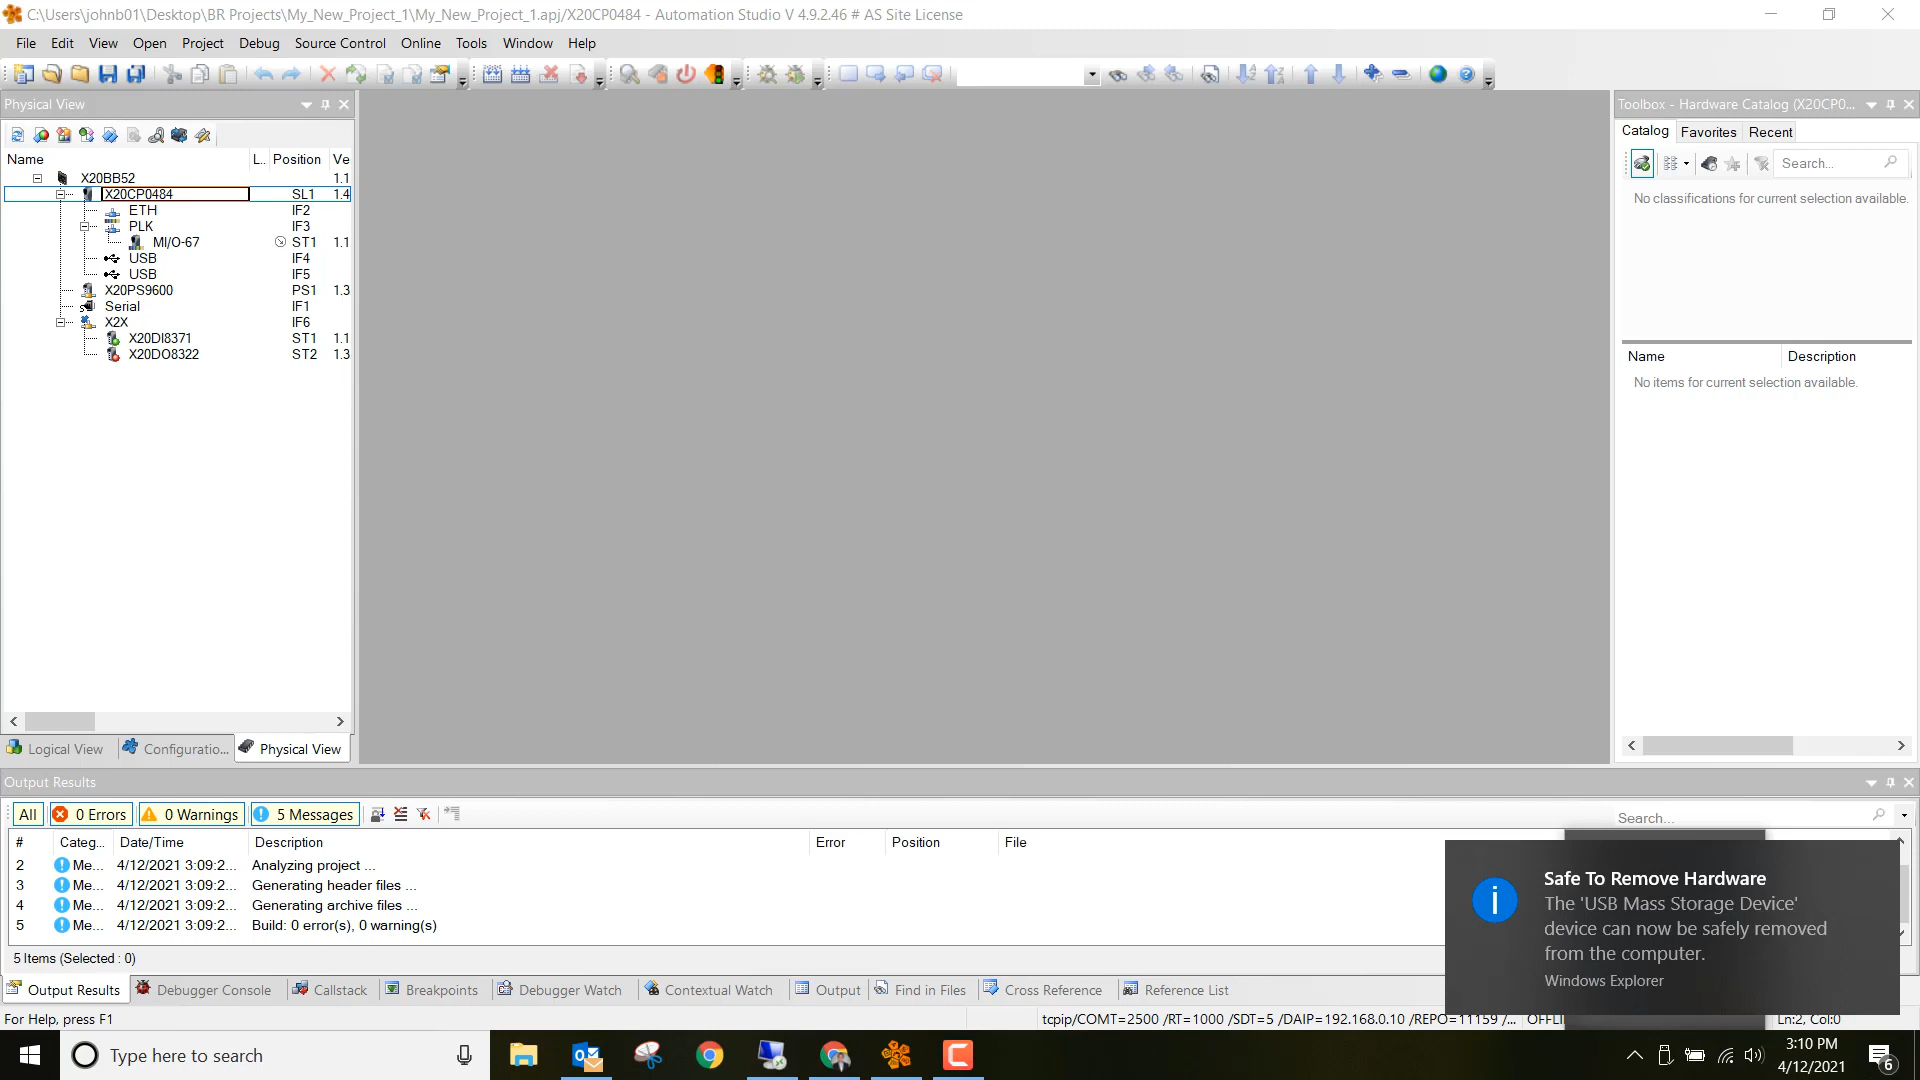 C:\Users\johnb01\Desktop\BR Projects\My_New_Project_1\My_New_Project_1.apj/X20CP0484 - Automation Studio V 4.9.2.46 # AS Site License
File Edit View Open Project Debug Source Control Online Tools Window Help
Physical View
Name L.. Position Ve
X20BB52 1.1
X20CP0484 SL1 1.4
ETH IF2
PLK IF3
MI/O-67 ST1 1.1
USB IF4
USB IF5
X20PS9600 PS1 1.3
Serial IF1
X2X IF6
X20DI8371 ST1 1.1
X20DO8322 ST2 1.3
Logical View Configuratio... Physical View
Toolbox - Hardware Catalog (X20CP0...
Catalog Favorites Recent
Search...
No classifications for current selection available.
Name Description
No items for current selection available.
Output Results
All 0 Errors 0 Warnings 5 Messages
Search...
# Categ... Date/Time Description Error Position File
2 Me... 4/12/2021 3:09:2... Analyzing project ...
3 Me... 4/12/2021 3:09:2... Generating header files ...
4 Me... 4/12/2021 3:09:2... Generating archive files ...
5 Me... 4/12/2021 3:09:2... Build: 0 error(s), 0 warning(s)
5 Items (Selected : 0)
Output Results Debugger Console Callstack Breakpoints Debugger Watch Contextual Watch Output Find in Files Cross Reference Reference List
For Help, press F1
tcpip/COMT=2500 /RT=1000 /SDT=5 /DAIP=192.168.0.10 /REPO=11159 /... OFFLI Ln:2, Col:0
Safe To Remove Hardware
The 'USB Mass Storage Device'
device can now be safely removed
from the computer.
Windows Explorer
Type here to search
3:10 PM
4/12/2021
6